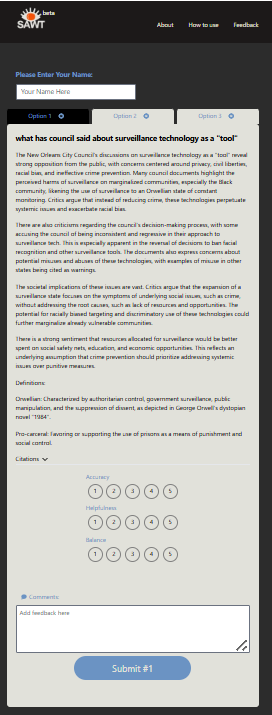 beta
SAWT
About How to use Feedback
Please Enter Your Name:
Your Name Here
Option 1 Option 2 Option 3
what has council said about surveillance technology as a "tool"
The New Orleans City Council's discussions on surveillance technology as a "tool" reveal
strong opposition from the public, with concerns centered around privacy, civil liberties,
racial bias, and ineffective crime prevention. Many council documents highlight the
perceived harms of surveillance on marginalized communities, especially the Black
community, likening the use of surveillance to an Orwellian state of constant
monitoring. Critics argue that instead of reducing crime, these technologies perpetuate
systemic issues and exacerbate racial bias.
There are also criticisms regarding the council's decision-making process, with some
accusing the council of being inconsistent and regressive in their approach to
surveillance tech. This is especially apparent in the reversal of decisions to ban facial
recognition and other surveillance tools. The documents also express concerns about
potential misuses and abuses of these technologies, with examples of misuse in other
states being cited as warnings.
The societal implications of these issues are vast. Critics argue that the expansion of a
surveillance state focuses on the symptoms of underlying social issues, such as crime,
without addressing the root causes, such as lack of resources and opportunities. The
potential for racially biased targeting and discriminatory use of these technologies could
further marginalize already vulnerable communities.
There is a strong sentiment that resources allocated for surveillance would be better
spent on social safety nets, education, and economic opportunities. This reflects an
underlying assumption that crime prevention should prioritize addressing systemic
issues over punitive measures.
Definitions:
Orwellian: Characterized by authoritarian control, government surveillance, public
manipulation, and the suppression of dissent, as depicted in George Orwell's dystopian
novel "1984".
Pro-carceral: Favoring or supporting the use of prisons as a means of punishment and
social control.
Citations
Accuracy
1 2 3 4 5
Helpfulness
1 2 3 4 5
Balance
1 2 3 4 5
Comments:
Add feedback here
Submit #1